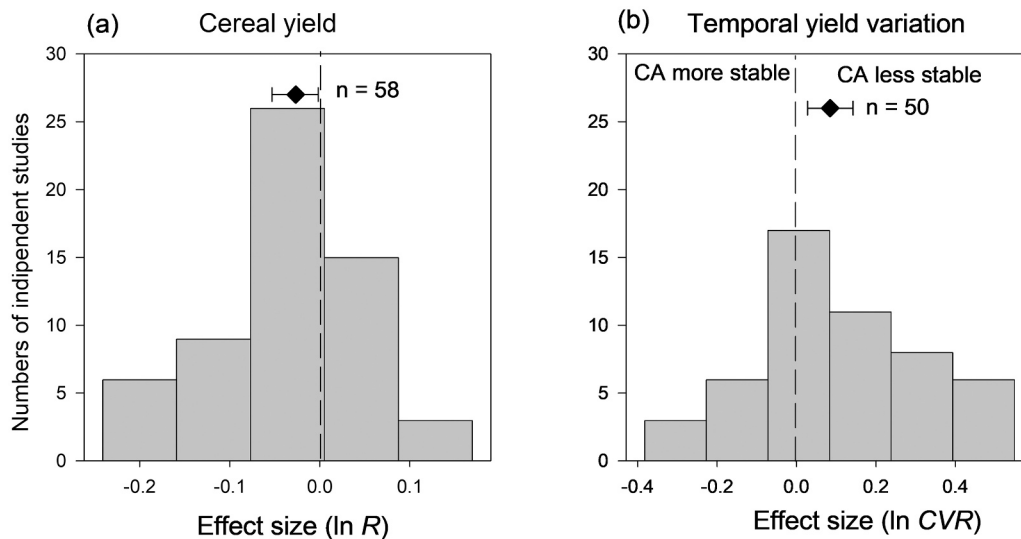 (a) Cereal yield
30
25
20
15
10
5
0
n = 58
-0.2 -0.1 0.0 0.1
Effect size (ln R)
Numbers of indipendent studies
(b) Temporal yield variation
30
25
20
15
10
5
0
CA more stable CA less stable
n = 50
-0.4 -0.2 0.0 0.2 0.4
Effect size (ln CVR)